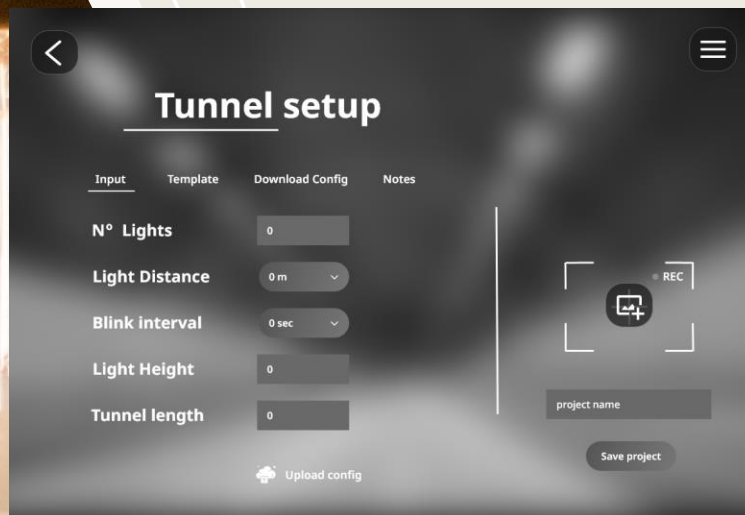 Tunnel setup
Input Template Download Config Notes
N° Lights 0
Light Distance 0 m
Blink interval 0 sec
Light Height 0
Tunnel length 0
Upload config
REC
project name
Save project